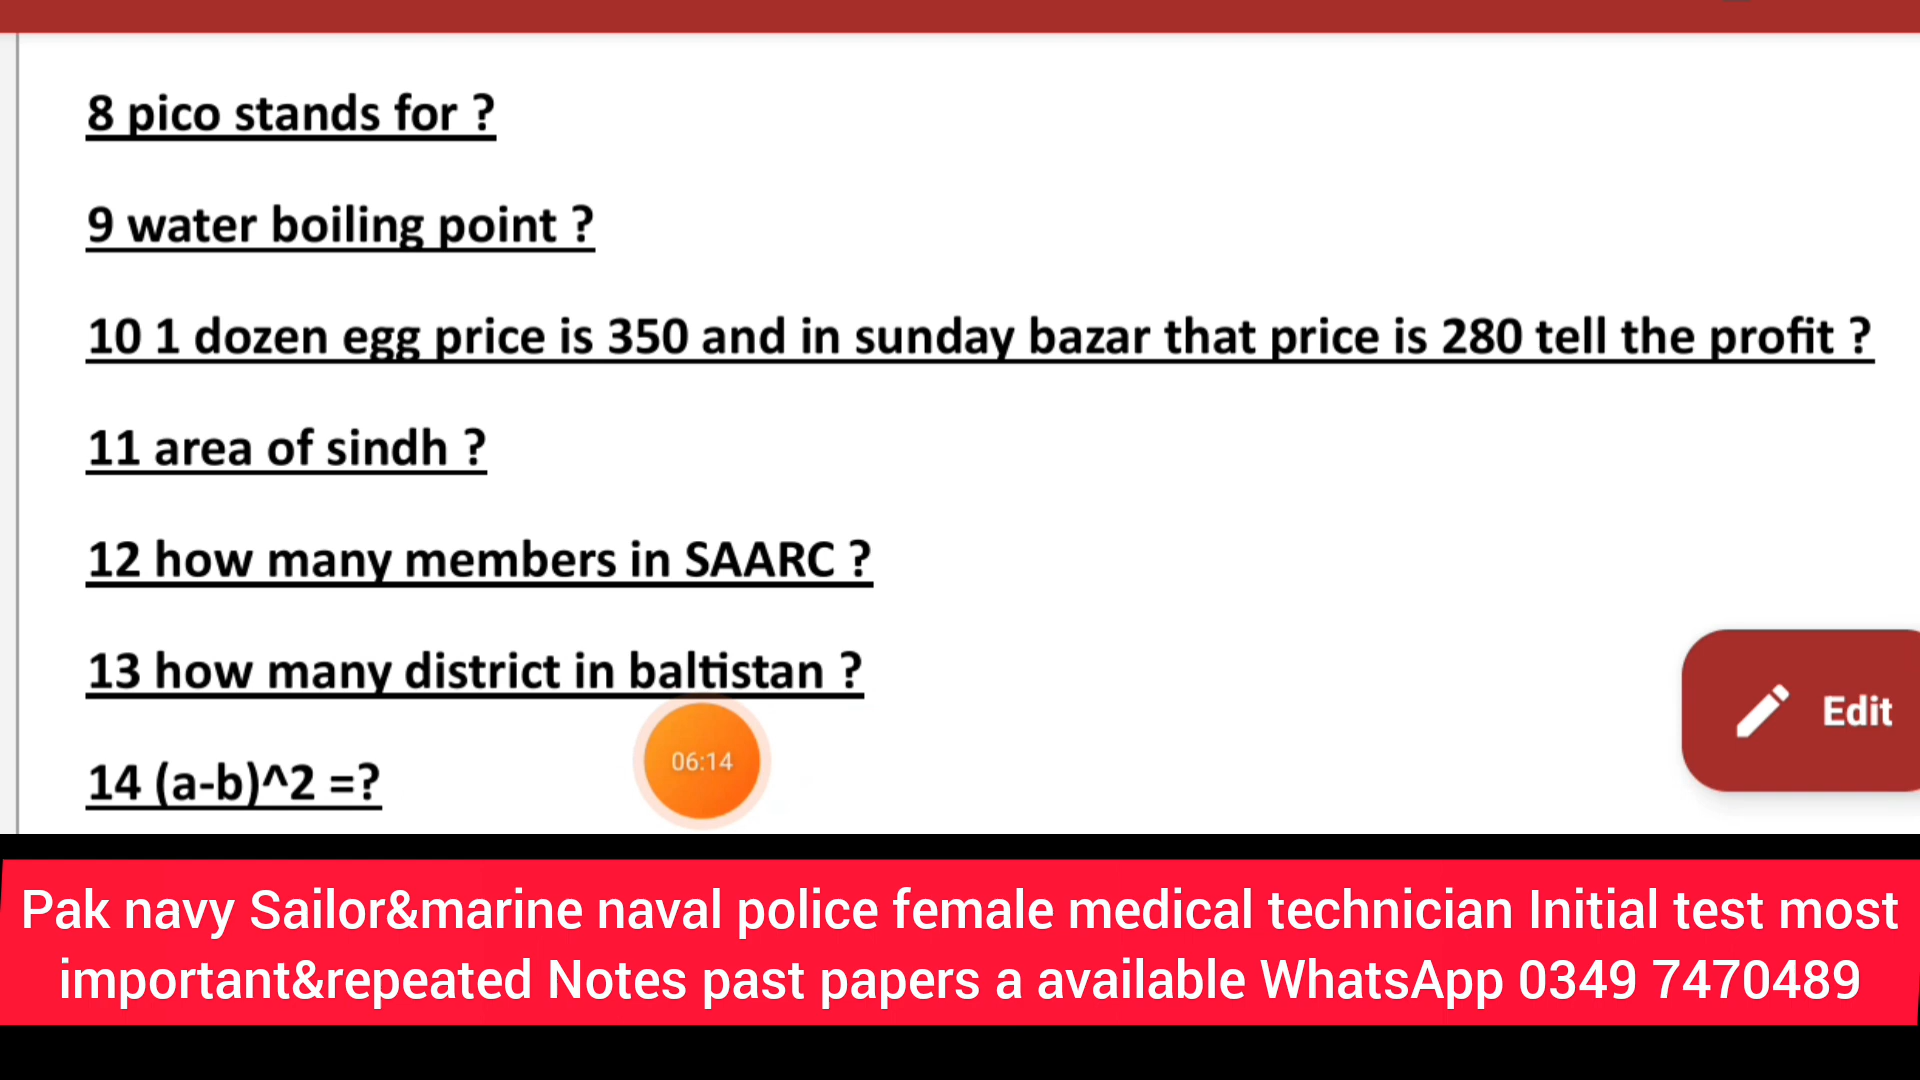 8 pico stands for ?
9 water boiling point ?
10 1 dozen egg price is 350 and in sunday bazar that price is 280 tell the profit ?
11 area of sindh ?
12 how many members in SAARC ?
13 how many district in baltistan ?
Edit
14 (a-b)^2 =?
06:14
Pak navy Sailor&marine naval police female medical technician Initial test most
important&repeated Notes past papers a available WhatsApp 0349 7470489